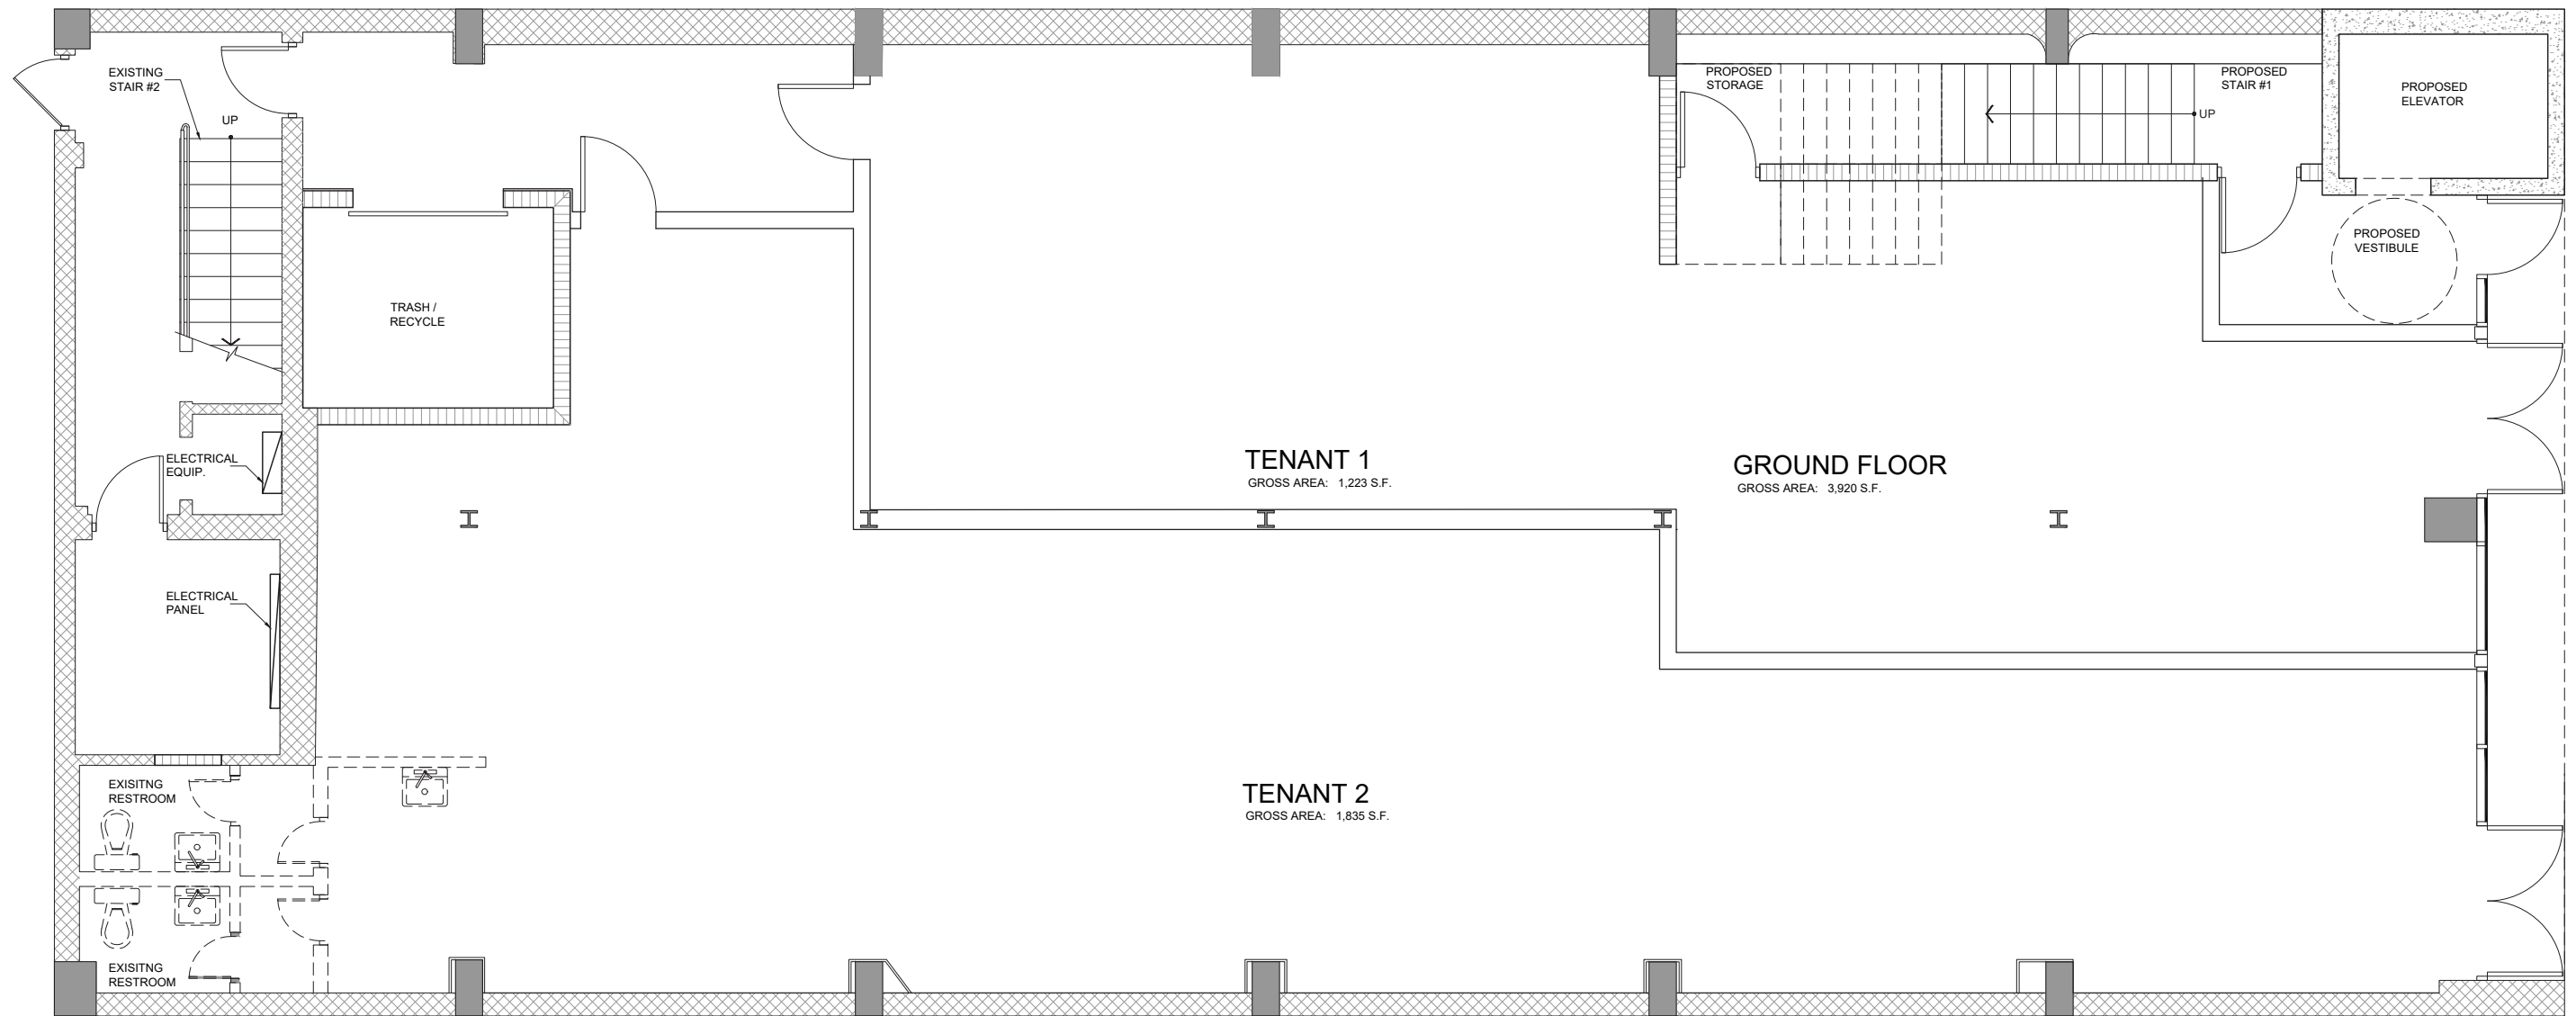 EXISTING
STAIR #2
UP
PROPOSED
STORAGE
PROPOSED
STAIR #1
UP
PROPOSED
ELEVATOR
PROPOSED
VESTIBULE
TRASH /
RECYCLE
ELECTRICAL
EQUIP.
TENANT 1
GROSS AREA: 1,223 S.F.
GROUND FLOOR
GROSS AREA: 3,920 S.F.
ELECTRICAL
PANEL
EXISITNG
RESTROOM
TENANT 2
GROSS AREA: 1,835 S.F.
EXISITNG
RESTROOM